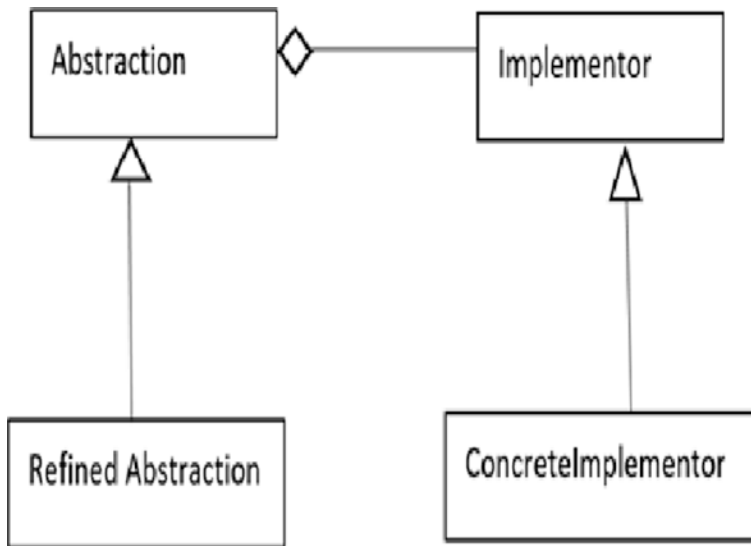 Abstraction
Implementor
Refined Abstraction
ConcreteImplementor